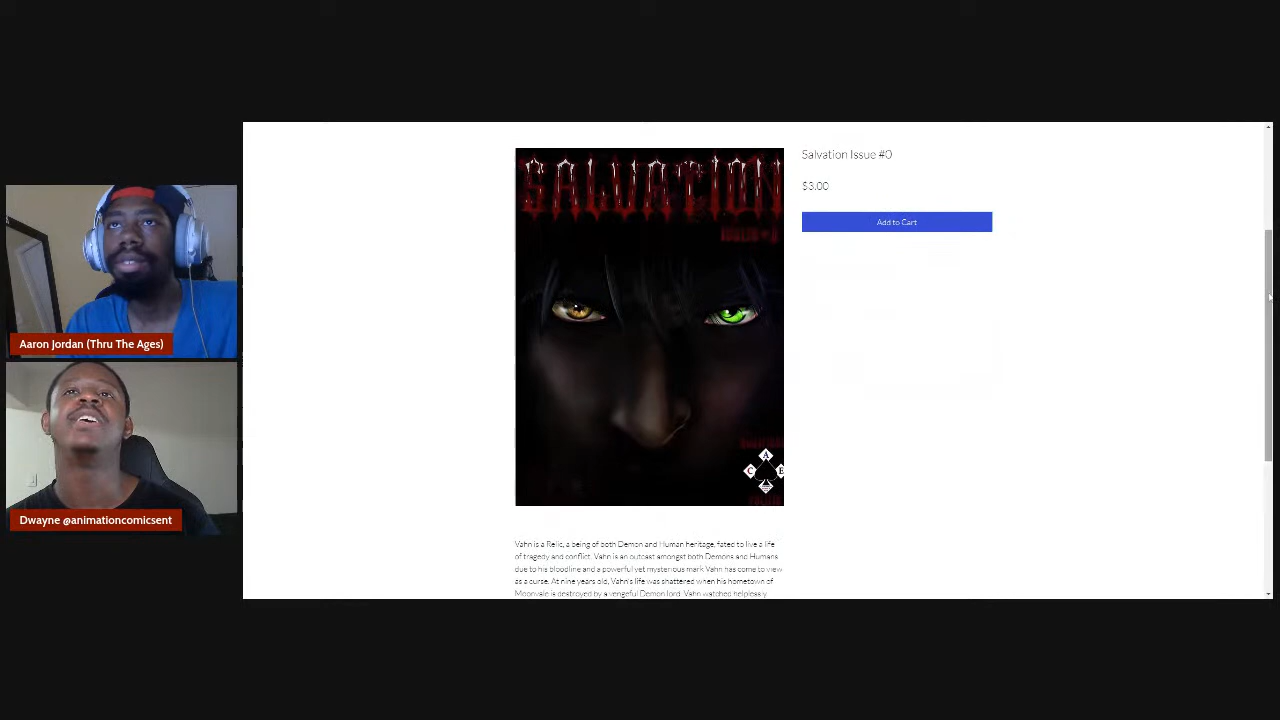 Aaron Jordan (Thru The Ages)
Dwayne @animationcomicsent
SALVATION
A
C
Salvation Issue #0
$3.00
Add to Cart
Vahn is a Relic, a being of both Demon and Human heritage, fated to live a life
of tragedy and conflict. Vahn is an outcast amongst both Demons and Humans
due to his bloodline and a powerful yet mysterious mark Vahn has come to view
as a curse. At nine years old, Vahn's life was shattered when his hometown of
Moonvale is destroyed by a vengeful Demon lord. Vahn watched helplessly